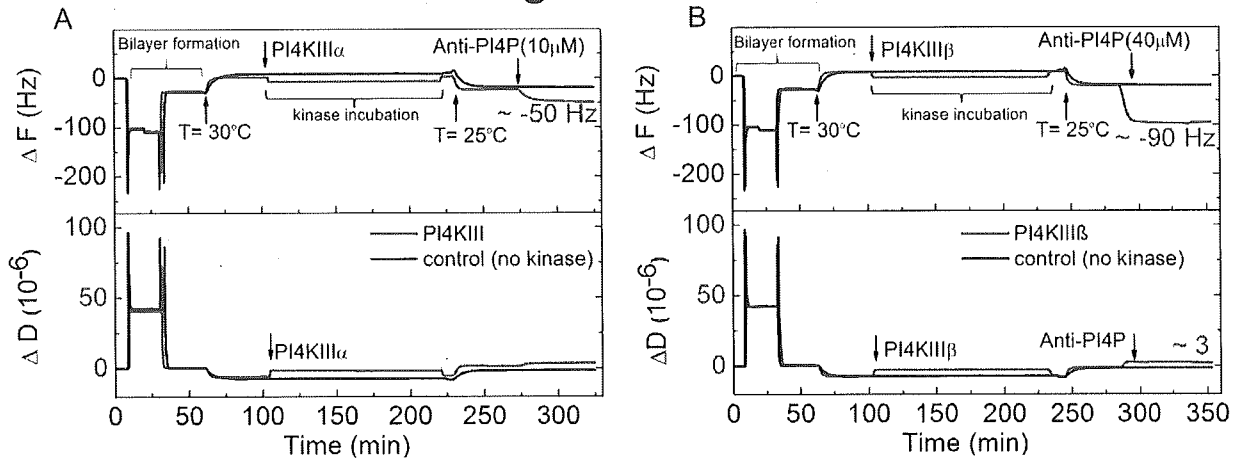 A
Bilayer formation
PI4KIIIα
Anti-PI4P(10µM)
0
-100
-200
Δ F (Hz)
T= 30°C
kinase incubation
T= 25°C
~ -50 Hz
100
50
0
Δ D (10⁻⁶)
PI4KIII
control (no kinase)
PI4KIIIα
0 50 100 150 200 250 300
Time (min)
B
Bilayer formation
PI4KIIIβ
Anti-PI4P(40µM)
100
0
-100
-200
Δ F (Hz)
T= 30°C
kinase incubation
T= 25°C
~ -90 Hz
100
50
0
ΔD (10⁻⁶)
PI4KIIIß
control (no kinase)
PI4KIIIβ
Anti-PI4P
~ 3
0 50 100 150 200 250 300 350
Time (min)